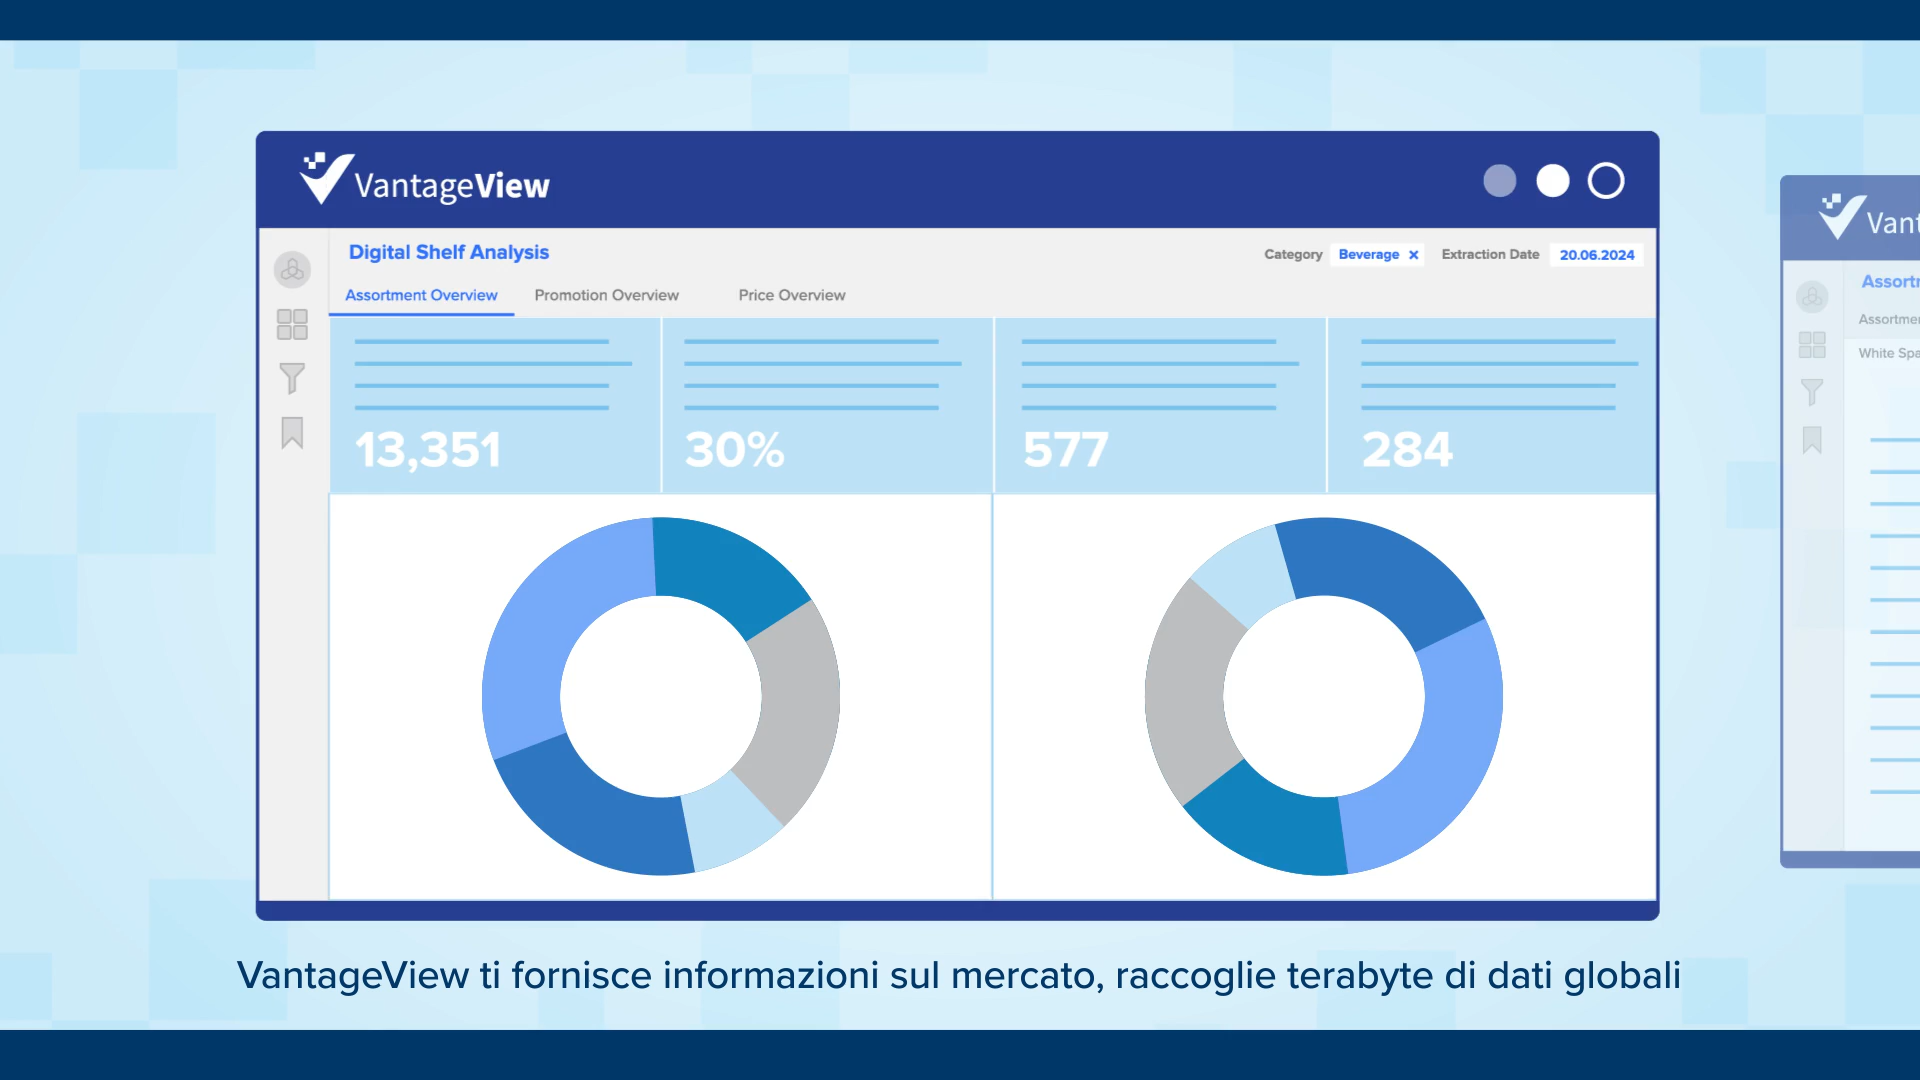 VantageView
Digital Shelf Analysis
Category Beverage × Extraction Date 20.06.2024
Assortment Overview Promotion Overview Price Overview
13,351 30% 577 284
VantageView ti fornisce informazioni sul mercato, raccoglie terabyte di dati globali